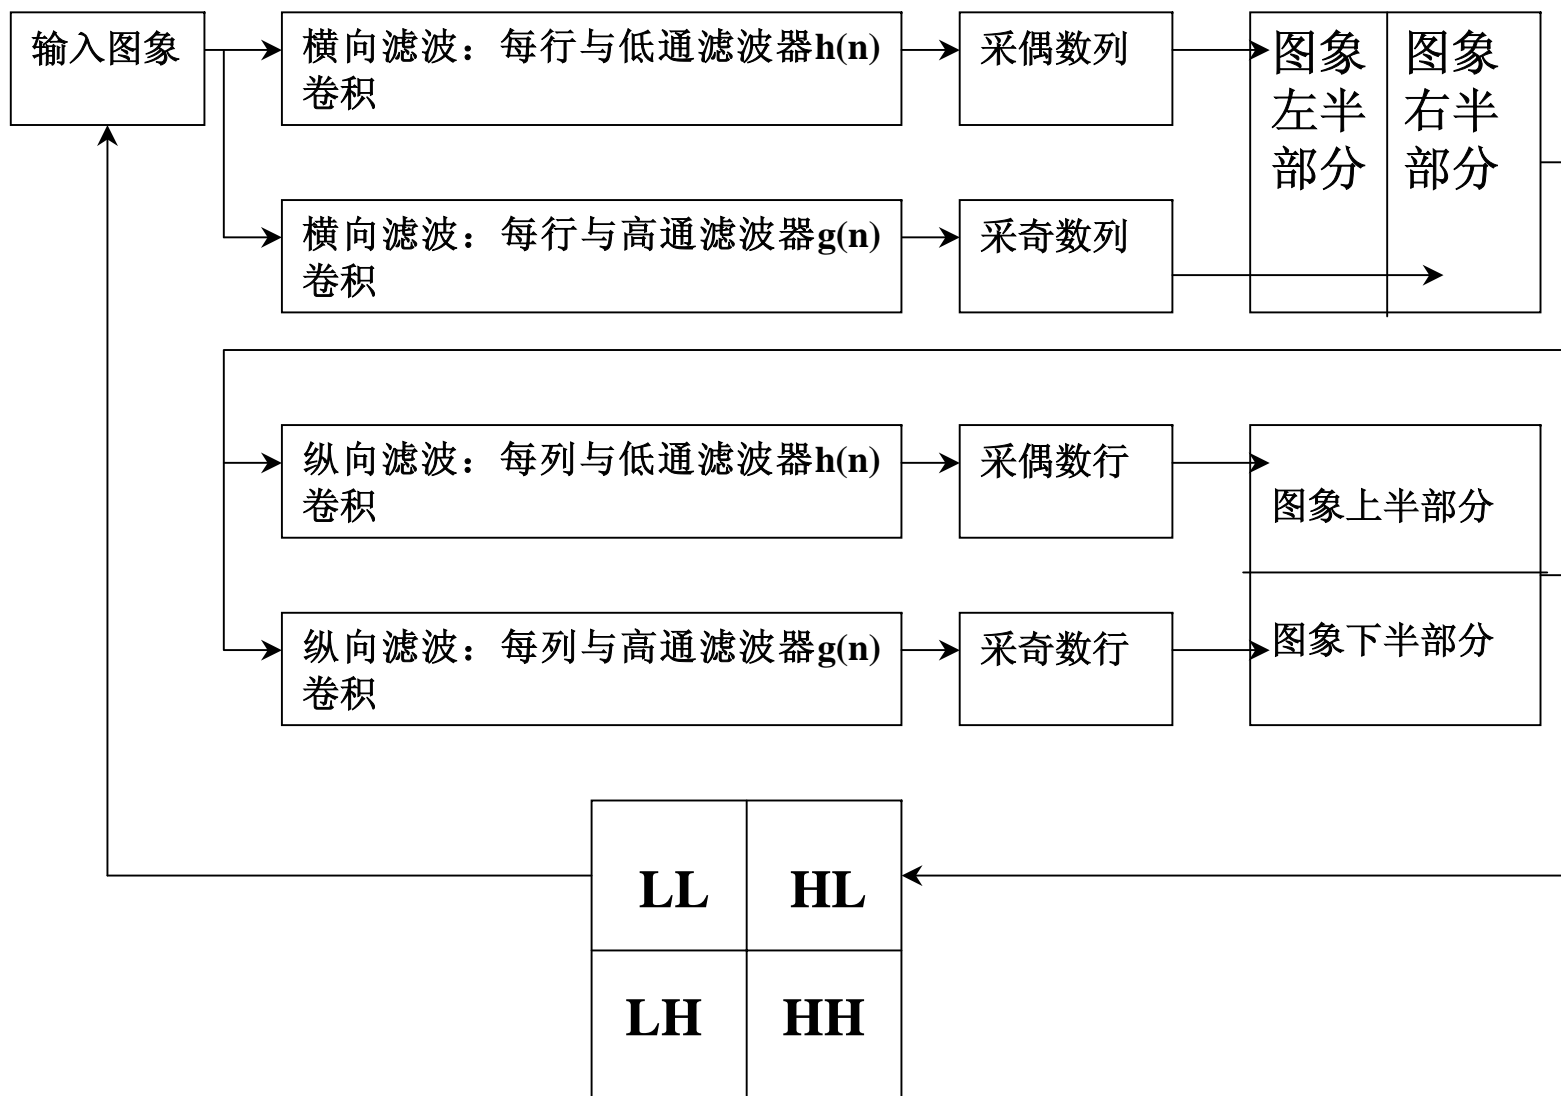 输入图象
横向滤波：每行与低通滤波器h(n)
卷积
采偶数列
图象
左半
部分
图象
右半
部分
横向滤波：每行与高通滤波器g(n)
卷积
采奇数列
纵向滤波：每列与低通滤波器h(n)
卷积
采偶数行
图象上半部分
纵向滤波：每列与高通滤波器g(n)
卷积
采奇数行
图象下半部分
LL
HL
LH
HH